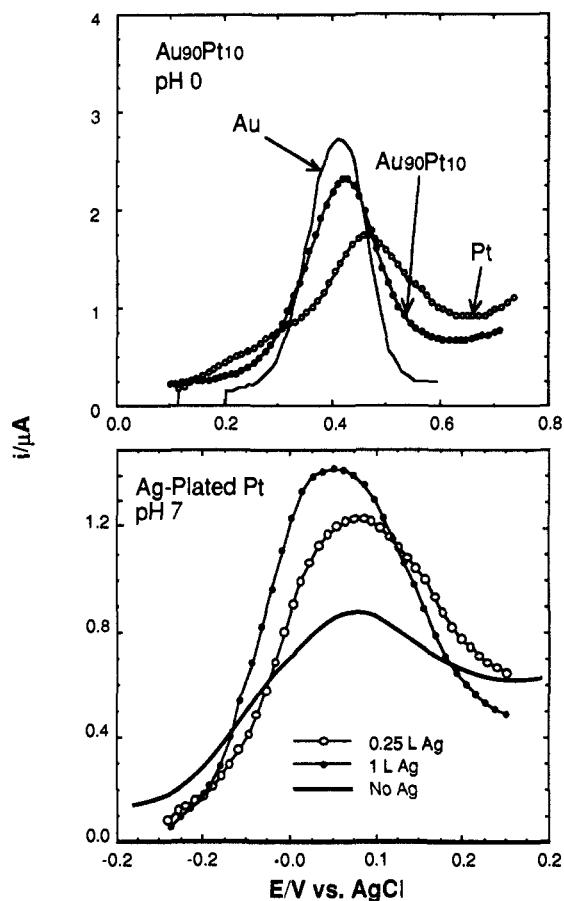 4
Au90Pt10
pH 0
3
Au
Au90Pt10
2
Pt
1
0
0.0 0.2 0.4 0.6 0.8
i/µA
Ag-Plated Pt
pH 7
1.2
0.8
0.4
0.25 L Ag
1 L Ag
No Ag
0.0
-0.2 -0.2 -0.0 0.1 0.2 0.2
E/V vs. AgCl